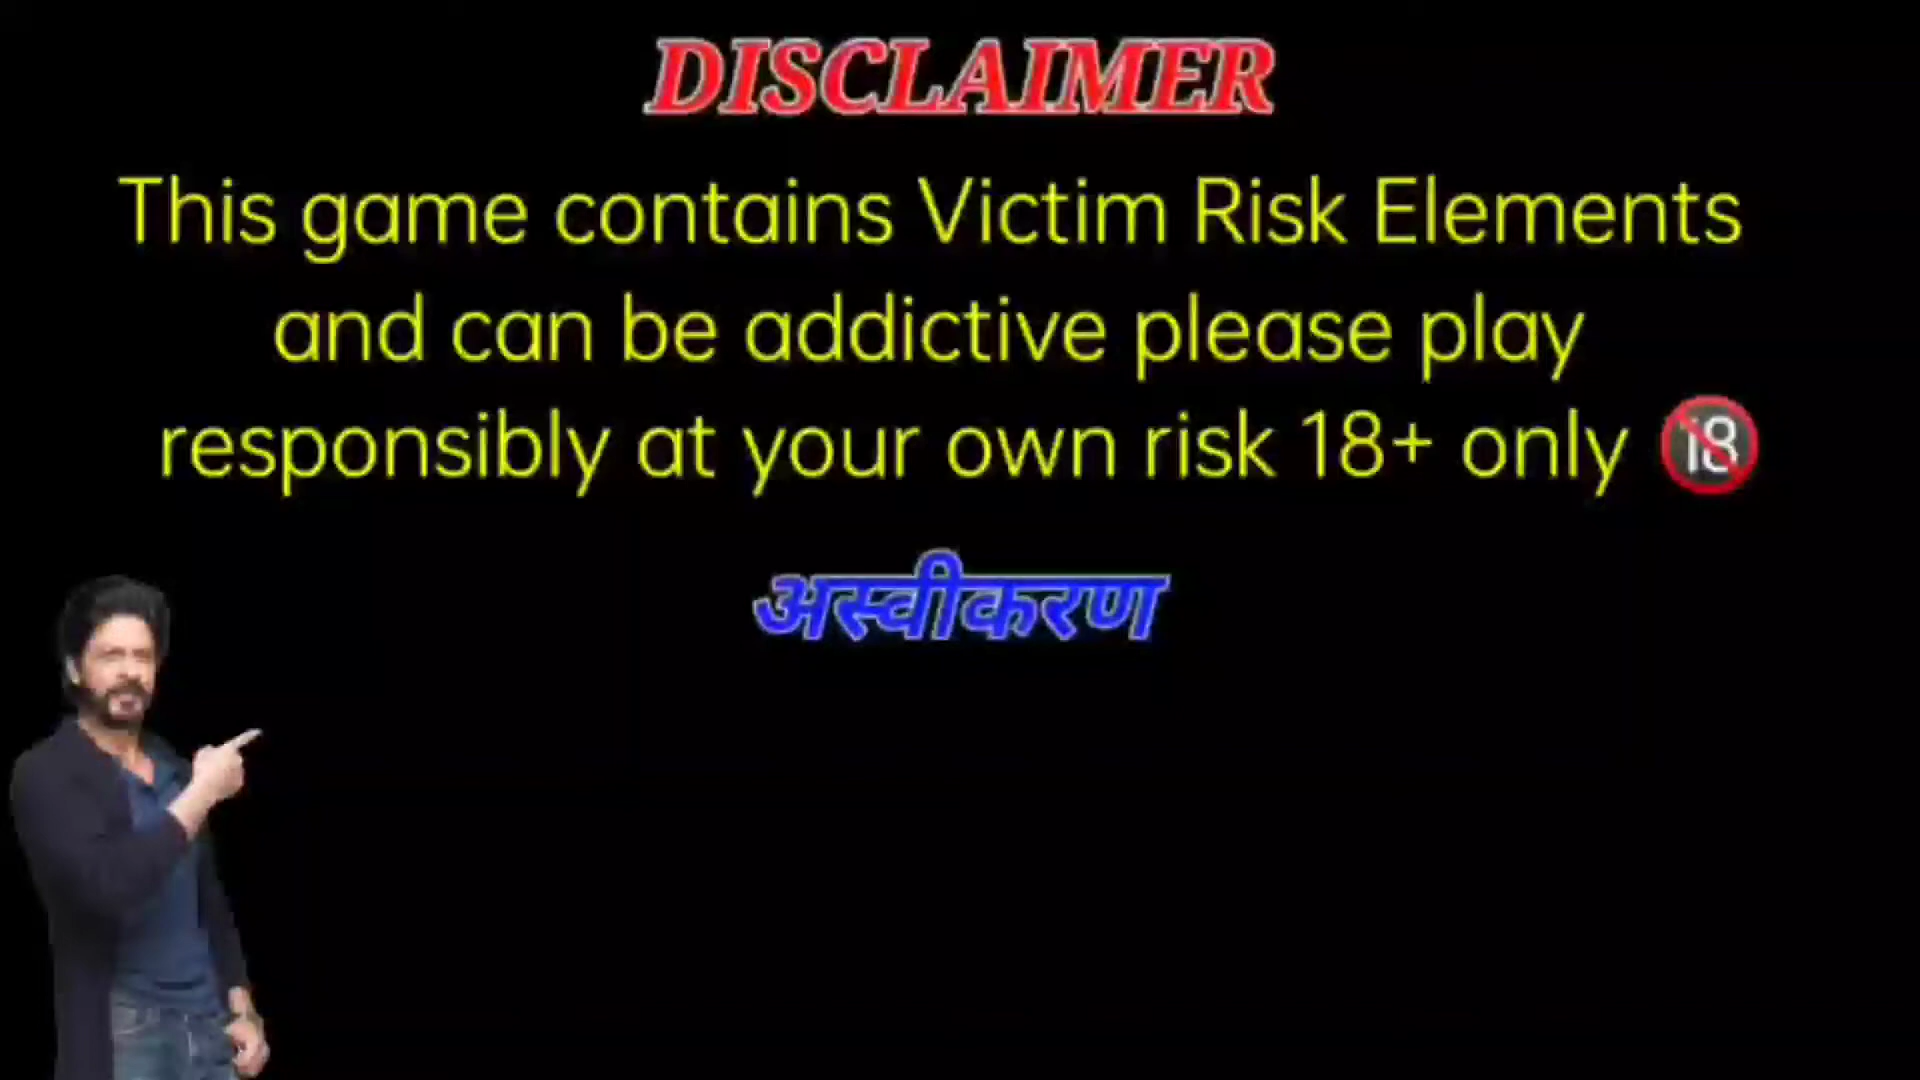 DISCLAIMER
This game contains Victim Risk Elements
and can be addictive please play
responsibly at your own risk 18+ only 🔞
अस्वीकरण